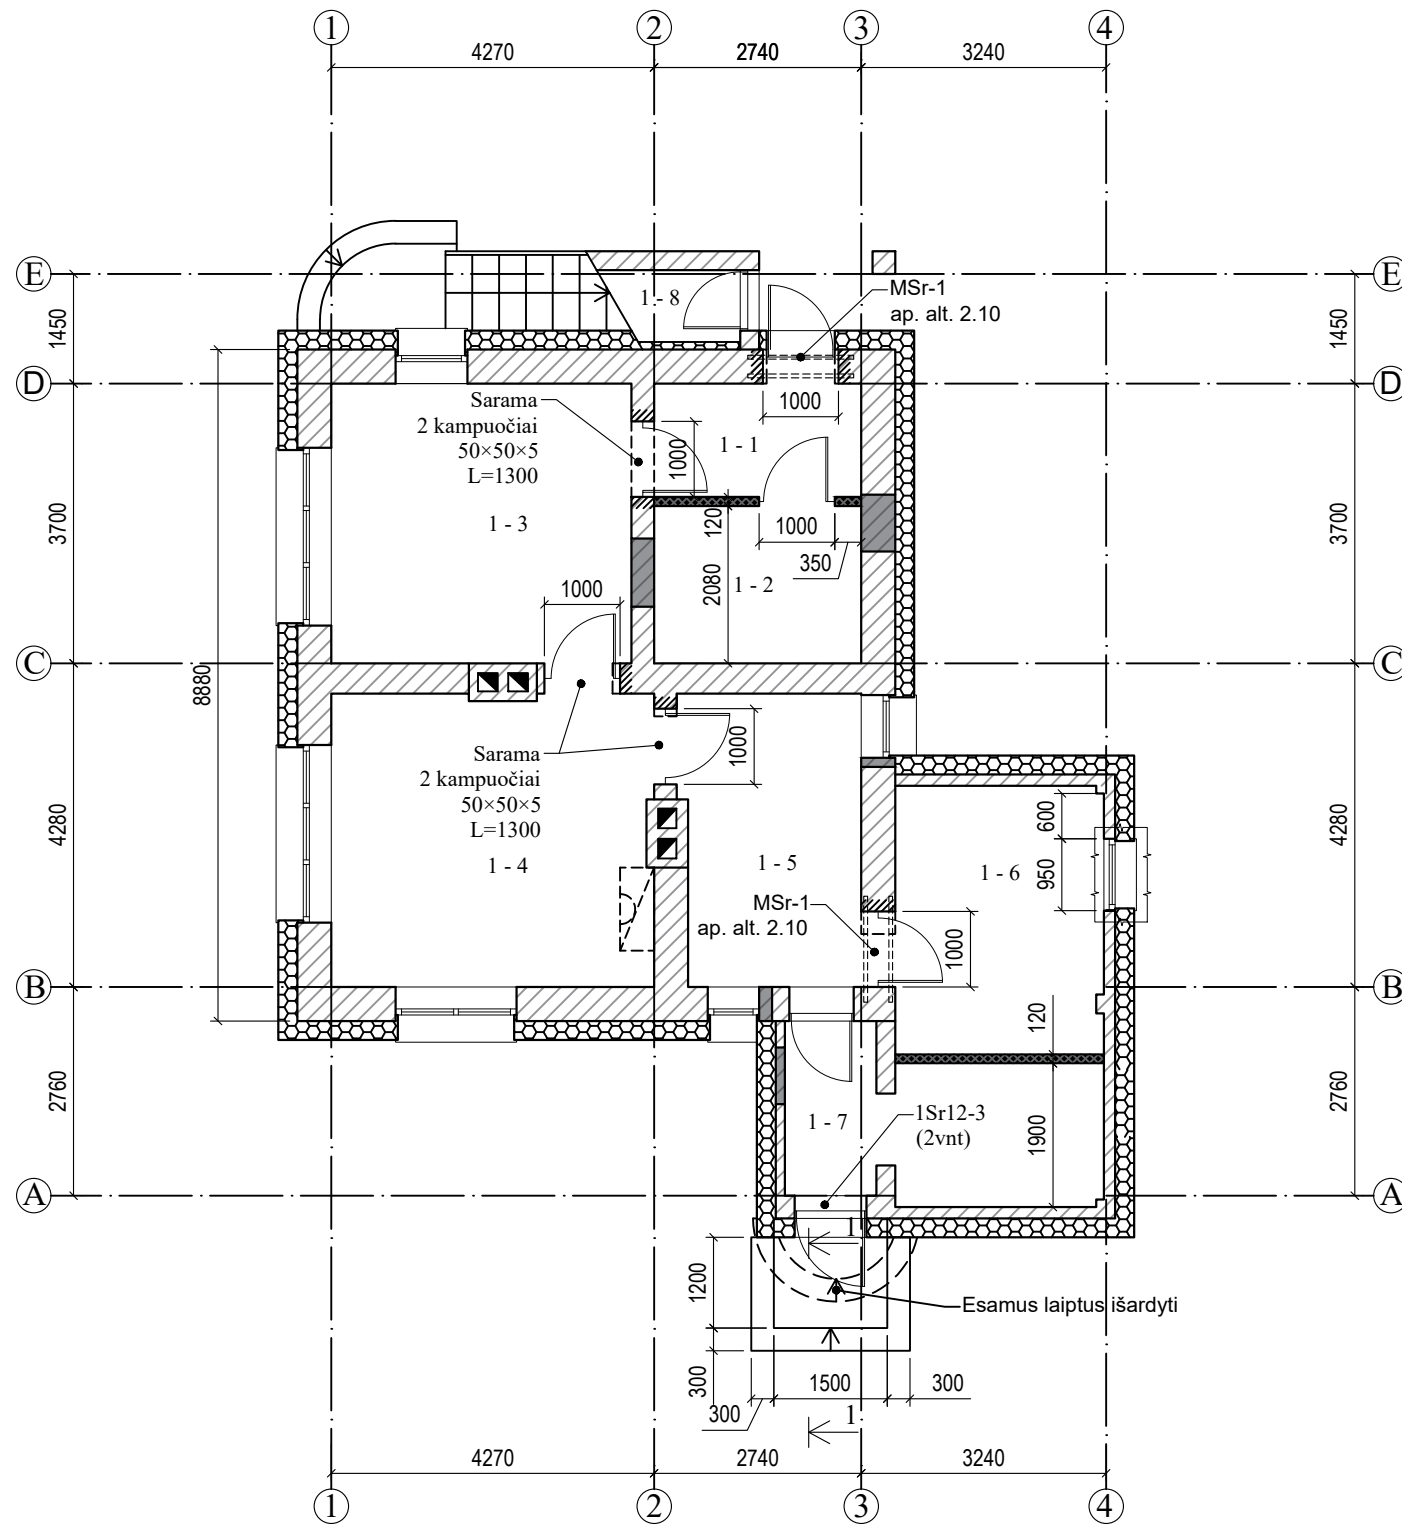 1
2
3
4
4270
2740
3240
E
E
1450
1450
1 - 8
MSr-1
ap. alt. 2.10
D
D
Sarama
2 kampuočiai
50×50×5
L=1300
1000
1000
1 - 1
3700
3700
1 - 3
120
1000
350
2080
1 - 2
1000
C
C
8880
Sarama
2 kampuočiai
50×50×5
L=1300
1000
4280
4280
600
950
1 - 4
1 - 5
1 - 6
MSr-1
ap. alt. 2.10
1000
B
B
120
2760
2760
1 - 7
1Sr12-3
(2vnt)
1900
A
A
1
1200
Esamus laiptus išardyti
300
1500
300
300
1
4270
2740
3240
1
2
3
4